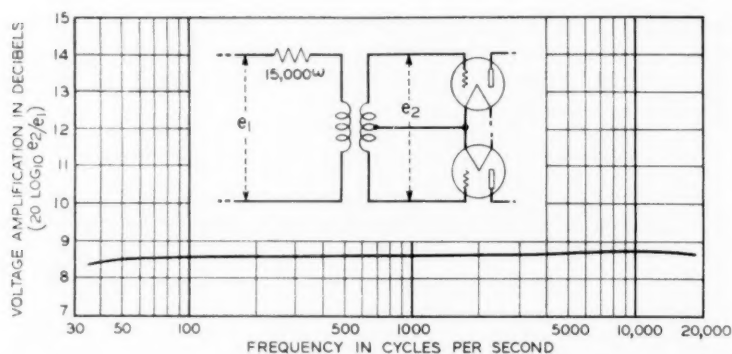 VOLTAGE AMPLIFICATION IN DECIBELS
(20 LOG10 e2/e1)
15
14
13
12
11
10
9
8
7
15,000ω
e1
e2
30
50
100
500
1000
5000
10,000
20,000
FREQUENCY IN CYCLES PER SECOND